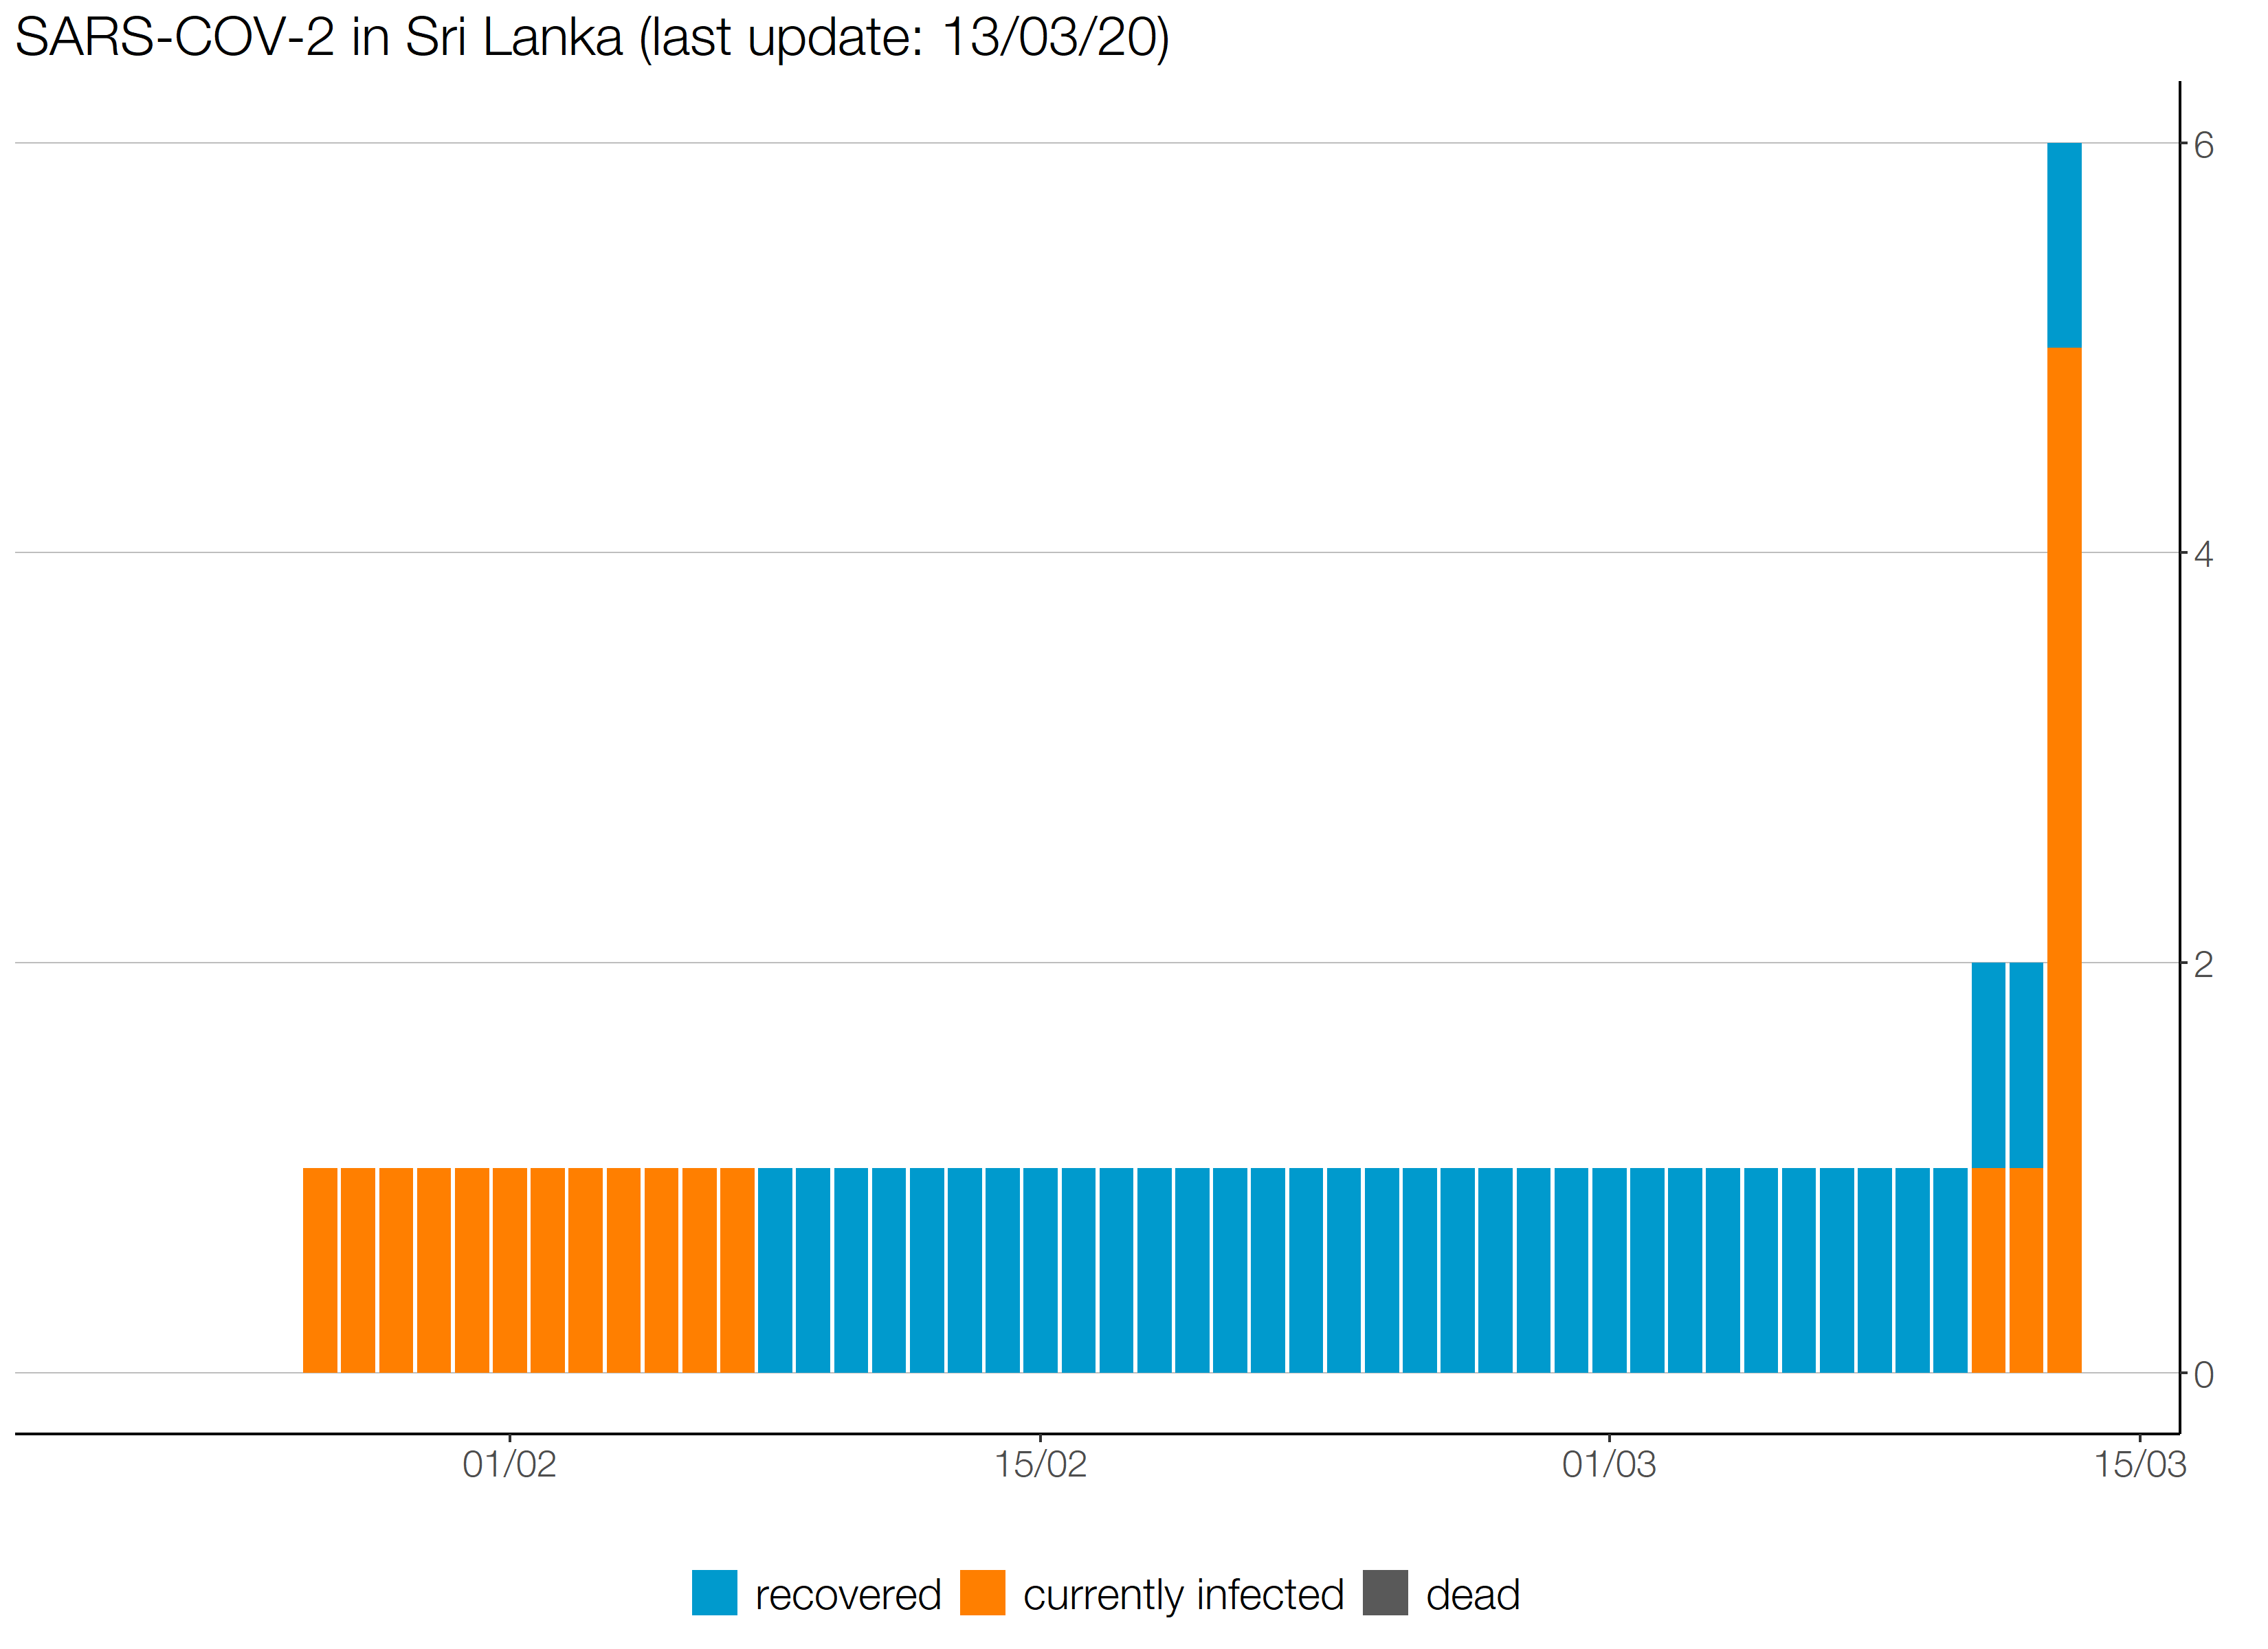 SARS-COV-2 in Sri Lanka (last update: 13/03/20)
6
4
2
0
01/02 15/02 01/03 15/03
recovered currently infected dead